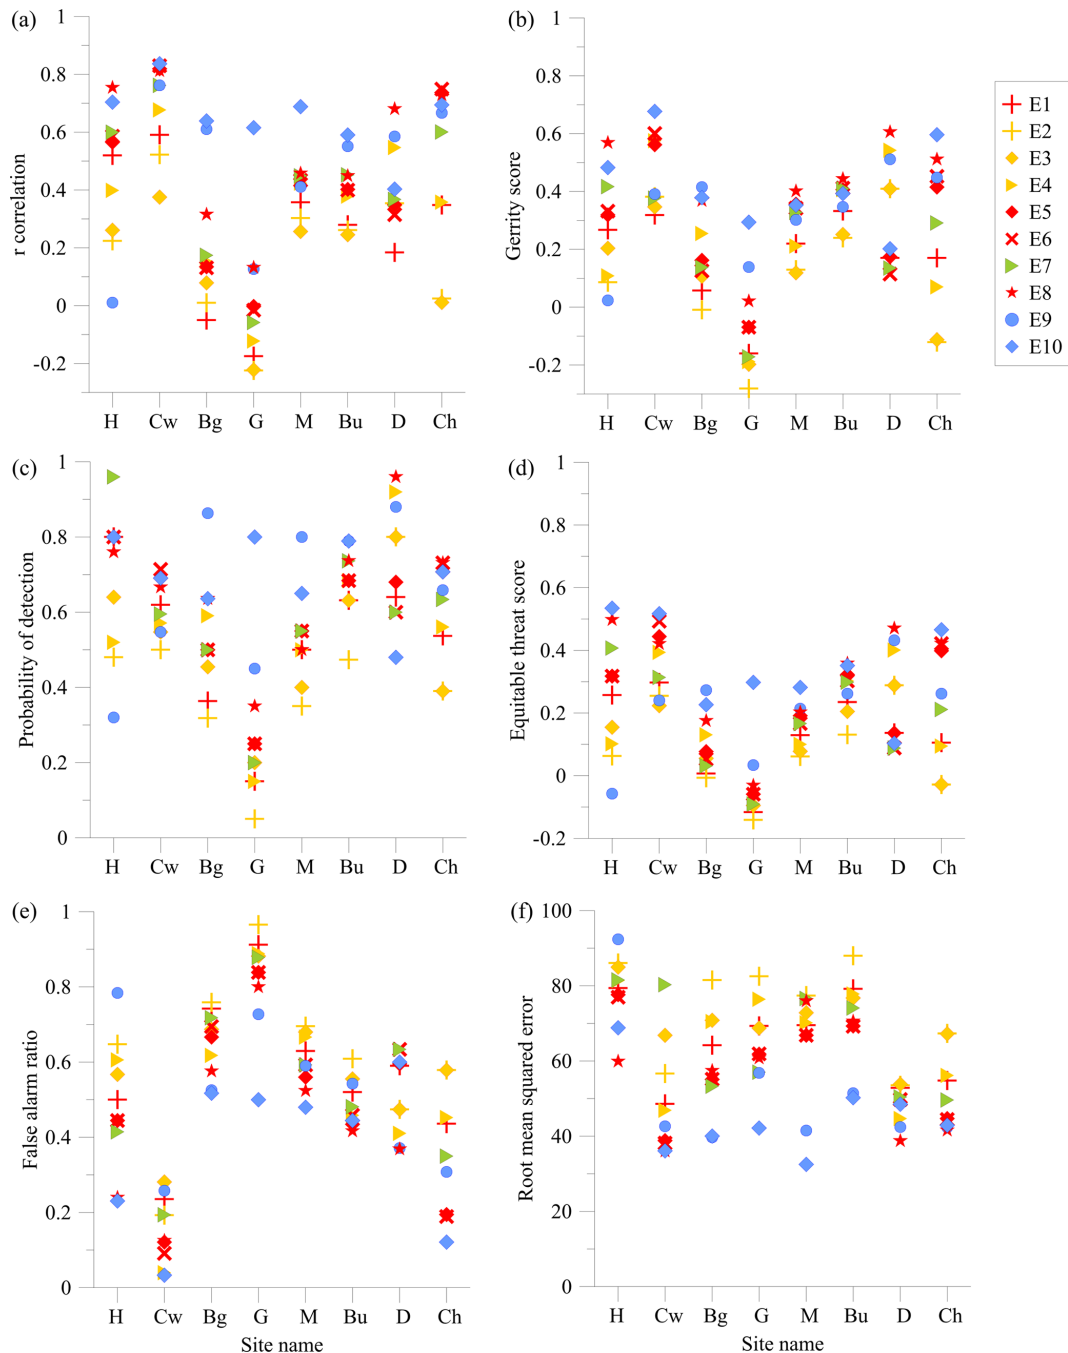 (a)
1
0.8
0.6
0.4
0.2
0
-0.2
r correlation
H Cw Bg G M Bu D Ch
(b)
1
0.8
0.6
0.4
0.2
0
-0.2
Gerrity score
H Cw Bg G M Bu D Ch
E1
E2
E3
E4
E5
E6
E7
E8
E9
E10
(c)
1
0.8
0.6
0.4
0.2
0
Probability of detection
H Cw Bg G M Bu D Ch
(d)
1
0.8
0.6
0.4
0.2
0
-0.2
Equitable threat score
H Cw Bg G M Bu D Ch
(e)
1
0.8
0.6
0.4
0.2
0
False alarm ratio
H Cw Bg G M Bu D Ch
Site name
(f)
100
80
60
40
20
0
Root mean squared error
H Cw Bg G M Bu D Ch
Site name